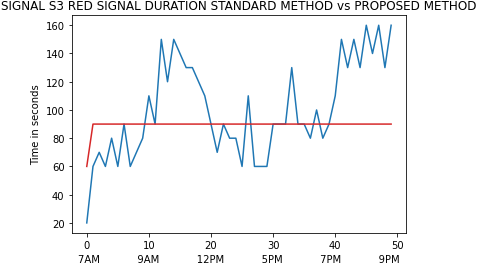 SIGNAL S3 RED SIGNAL DURATION STANDARD METHOD vs PROPOSED METHOD
Time in seconds
160
140
120
100
80
60
40
20
0 10 20 30 40 50
7AM 9AM 12PM 5PM 7PM 9PM